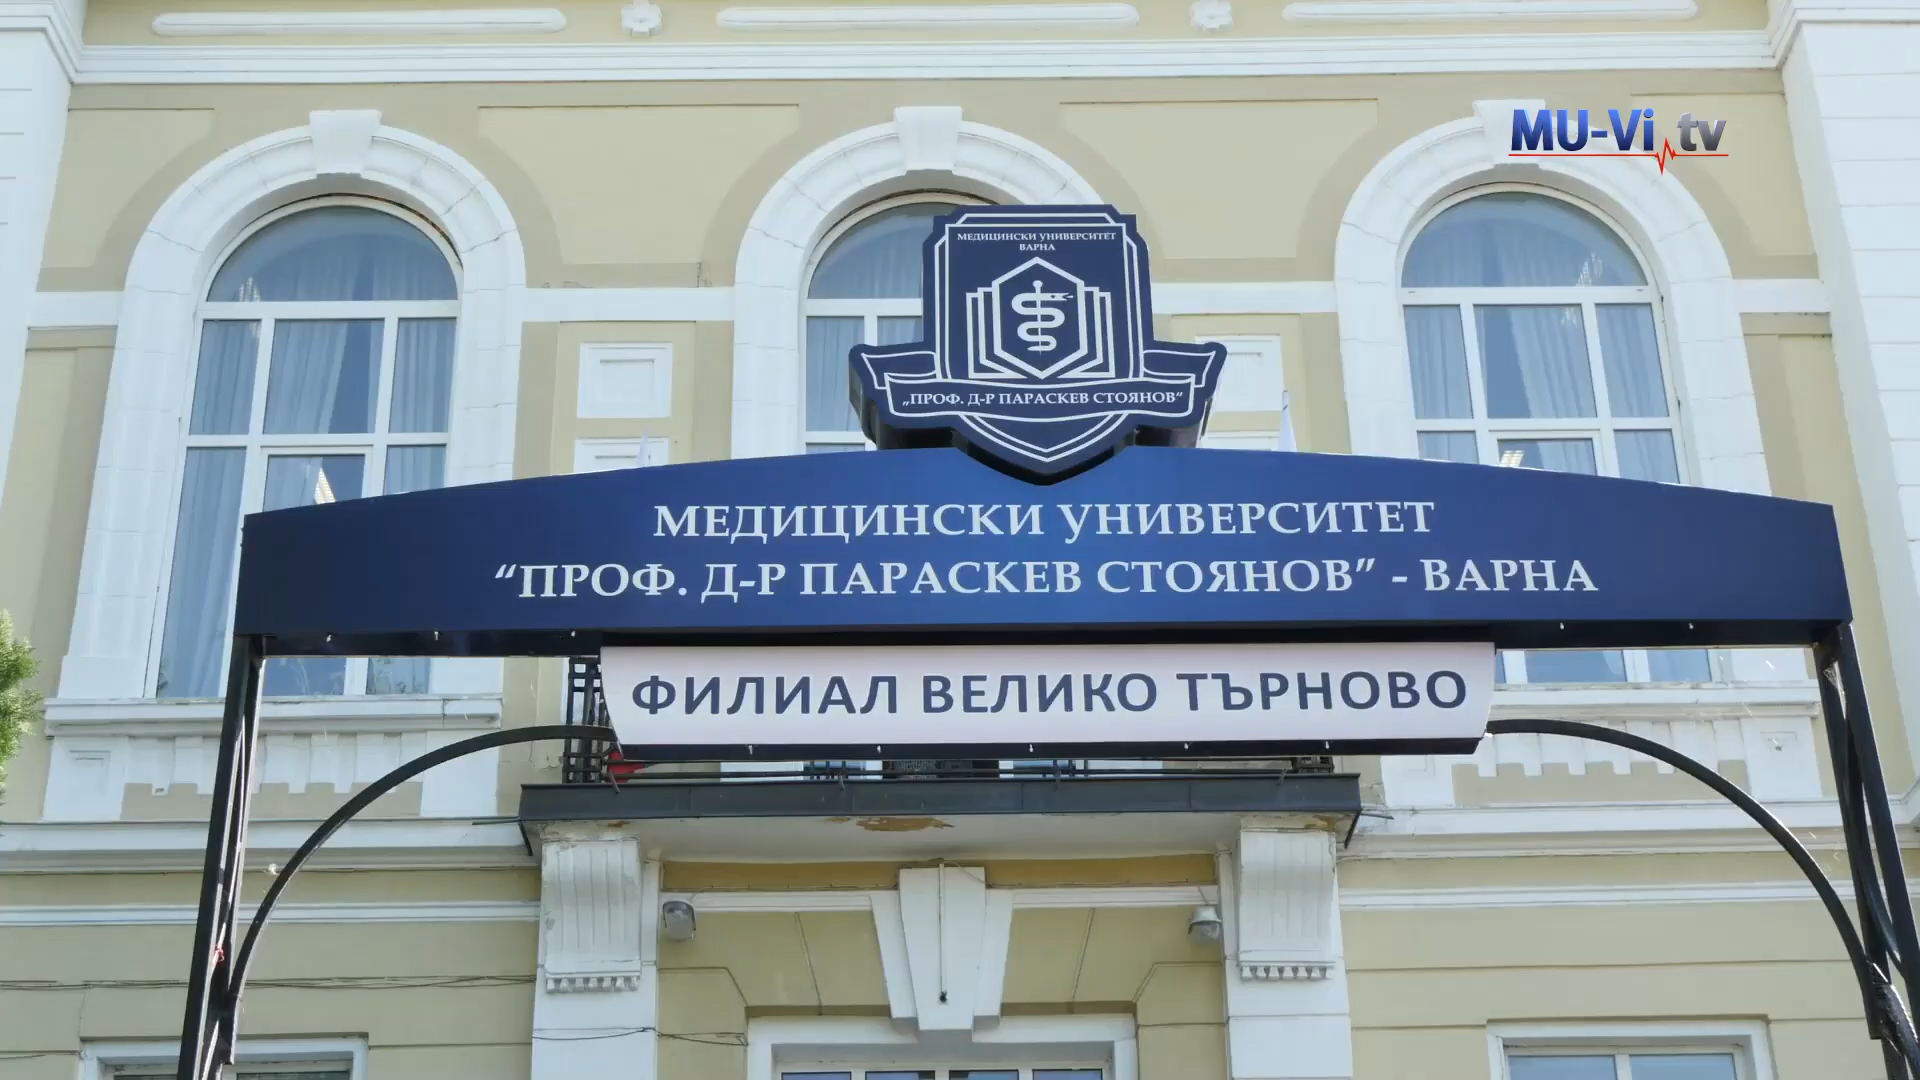 MU-Vi tv
МЕДИЦИНСКИ УНИВЕРСИТЕТ
ВАРНА
„ПРОФ. Д-Р ПАРАСКЕВ СТОЯНОВ“
МЕДИЦИНСКИ УНИВЕРСИТЕТ
“ПРОФ. Д-Р ПАРАСКЕВ СТОЯНОВ” - ВАРНА
ФИЛИАЛ ВЕЛИКО ТЪРНОВО